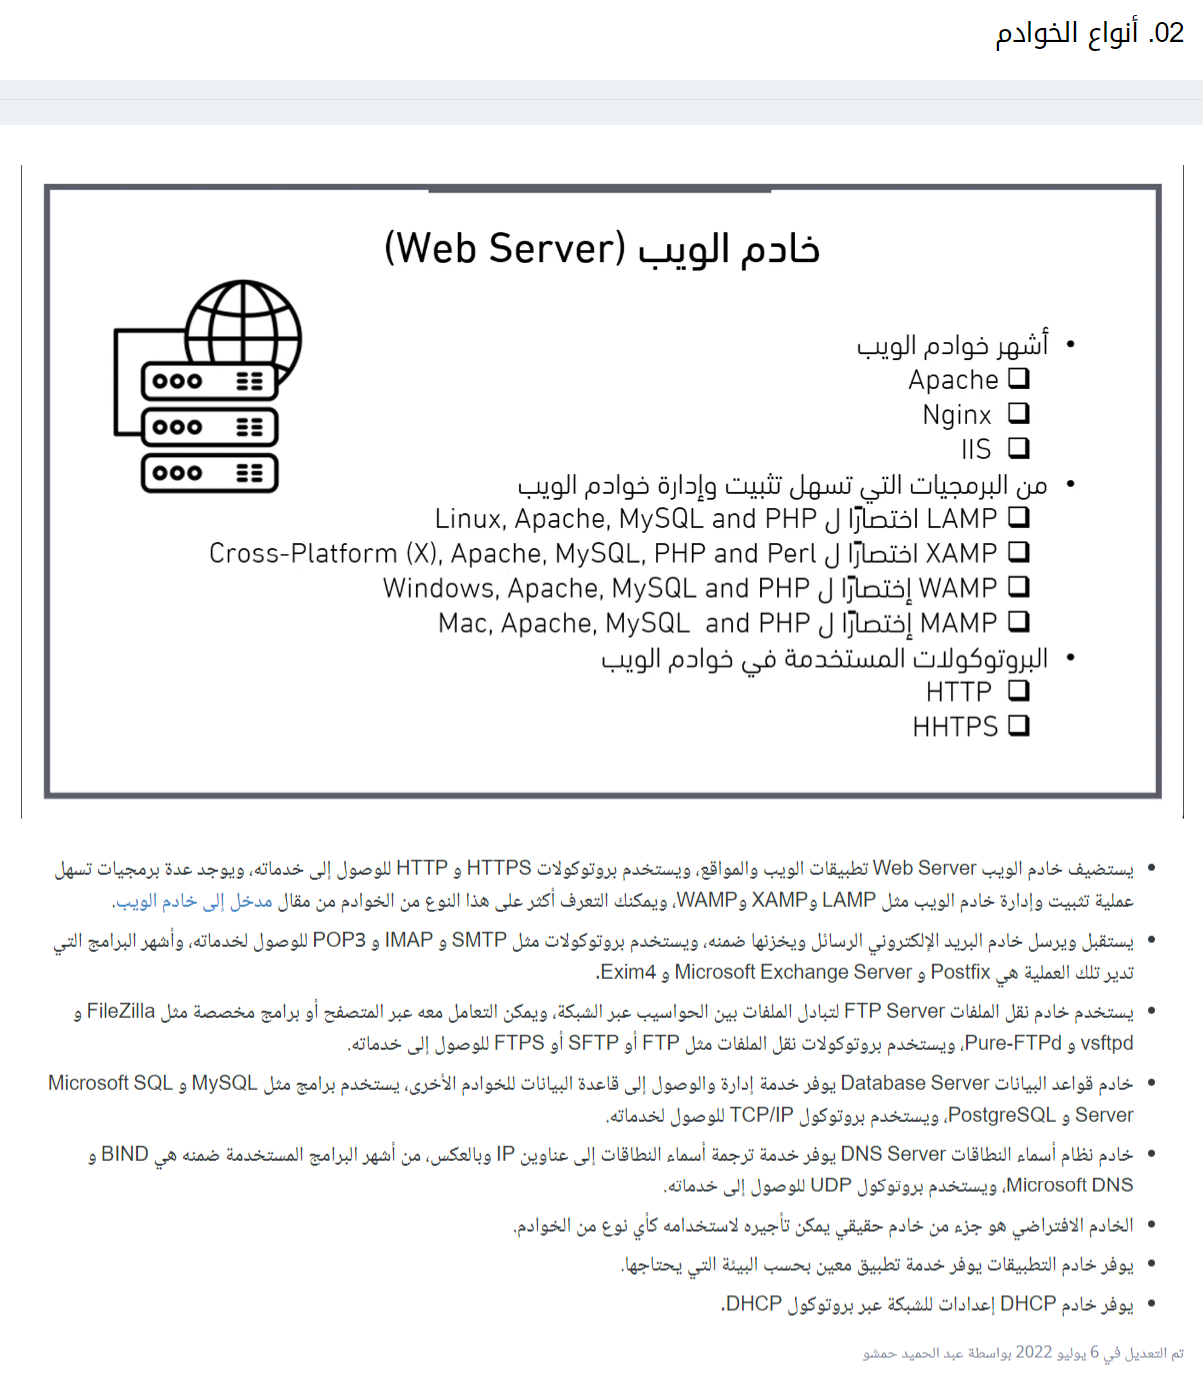 02. أنواع الخوادم
خادم الويب (Web Server)
• أشهر خوادم الويب
❑ Apache
❑ Nginx
❑ IIS
• من البرمجيات التي تسهل تثبيت وإدارة خوادم الويب
❑ LAMP اختصارًا ل Linux, Apache, MySQL and PHP
❑ XAMP اختصارًا ل Cross-Platform (X), Apache, MySQL, PHP and Perl
❑ WAMP إختصارًا ل Windows, Apache, MySQL and PHP
❑ MAMP إختصارًا ل Mac, Apache, MySQL and PHP
• البروتوكولات المستخدمة في خوادم الويب
❑ HTTP
❑ HHTPS
• يستضيف خادم الويب Web Server تطبيقات الويب والمواقع، ويستخدم بروتوكولات HTTPS و HTTP للوصول إلى خدماته، ويوجد عدة برمجيات تسهل
عملية تثبيت وإدارة خادم الويب مثل LAMP وXAMP وWAMP، ويمكنك التعرف أكثر على هذا النوع من الخوادم من مقال مدخل إلى خادم الويب.
• يستقبل ويرسل خادم البريد الإلكتروني الرسائل ويخزنها ضمنه، ويستخدم بروتوكولات مثل SMTP و IMAP و POP3 للوصول لخدماته، وأشهر البرامج التي
تدير تلك العملية هي Postfix و Microsoft Exchange Server و Exim4.
• يستخدم خادم نقل الملفات FTP Server لتبادل الملفات بين الحواسيب عبر الشبكة، ويمكن التعامل معه عبر المتصفح أو برامج مخصصة مثل FileZilla و
vsftpd و Pure-FTPd، ويستخدم بروتوكولات نقل الملفات مثل FTP أو SFTP أو FTPS للوصول إلى خدماته.
• خادم قواعد البيانات Database Server يوفر خدمة إدارة والوصول إلى قاعدة البيانات للخوادم الأخرى، يستخدم برامج مثل MySQL و Microsoft SQL
Server و PostgreSQL، ويستخدم بروتوكول TCP/IP للوصول لخدماته.
• خادم نظام أسماء النطاقات DNS Server يوفر خدمة ترجمة أسماء النطاقات إلى عناوين IP وبالعكس، من أشهر البرامج المستخدمة ضمنه هي BIND و
Microsoft DNS، ويستخدم بروتوكول UDP للوصول إلى خدماته.
• الخادم الافتراضي هو جزء من خادم حقيقي يمكن تأجيره لاستخدامه كأي نوع من الخوادم.
• يوفر خادم التطبيقات يوفر خدمة تطبيق معين بحسب البيئة التي يحتاجها.
• يوفر خادم DHCP إعدادات للشبكة عبر بروتوكول DHCP.
تم التعديل في 6 يوليو 2022 بواسطة عبد الحميد حمشو